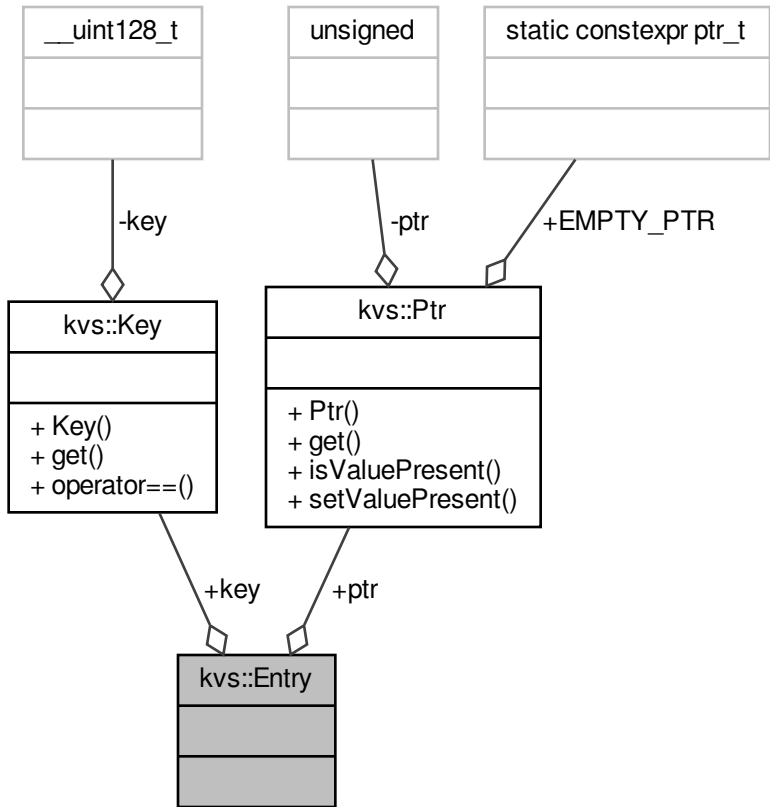 __uint128_t
unsigned
static constexpr ptr_t
-key
-ptr
+EMPTY_PTR
kvs::Key
+ Key()
+ get()
+ operator==()
kvs::Ptr
+ Ptr()
+ get()
+ isValuePresent()
+ setValuePresent()
+key
+ptr
kvs::Entry